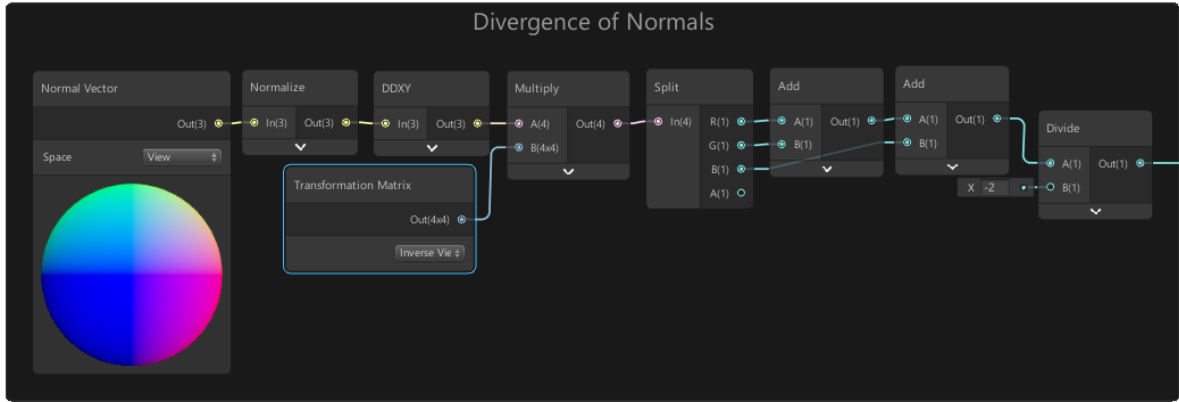 Divergence of Normals
Normal Vector
Out(3)
Space View
Normalize
In(3) Out(3)
DDXY
In(3) Out(3)
Transformation Matrix
Out(4x4)
Inverse Vie
Multiply
A(4) Out(4)
B(4x4)
Split
In(4) R(1)
G(1)
B(1)
A(1)
Add
A(1) Out(1)
B(1)
Add
A(1) Out(1)
B(1)
X -2
Divide
A(1) Out(1)
B(1)